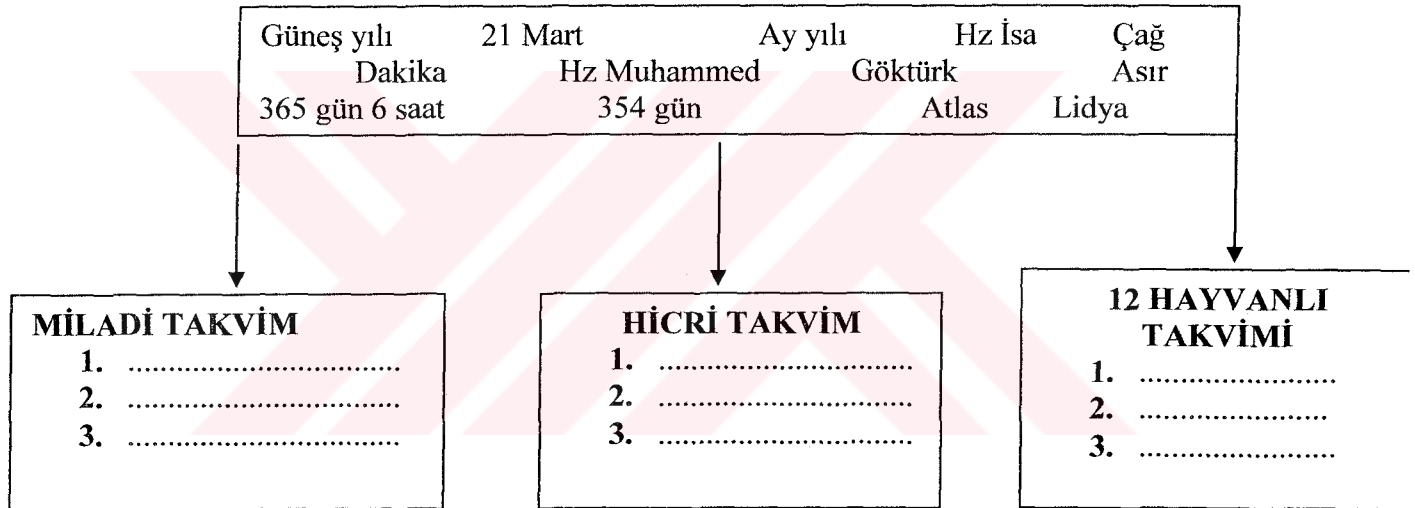 Güneş yılı 21 Mart Ay yılı Hz İsa Çağ
Dakika Hz Muhammed Göktürk Asır
365 gün 6 saat 354 gün Atlas Lidya
MİLADİ TAKVİM
1. .................................
2. .................................
3. .................................
HİCRİ TAKVİM
1. ...............................
2. ...............................
3. ...............................
12 HAYVANLI
TAKVİMİ
1. ........................
2. .......................
3. ........................